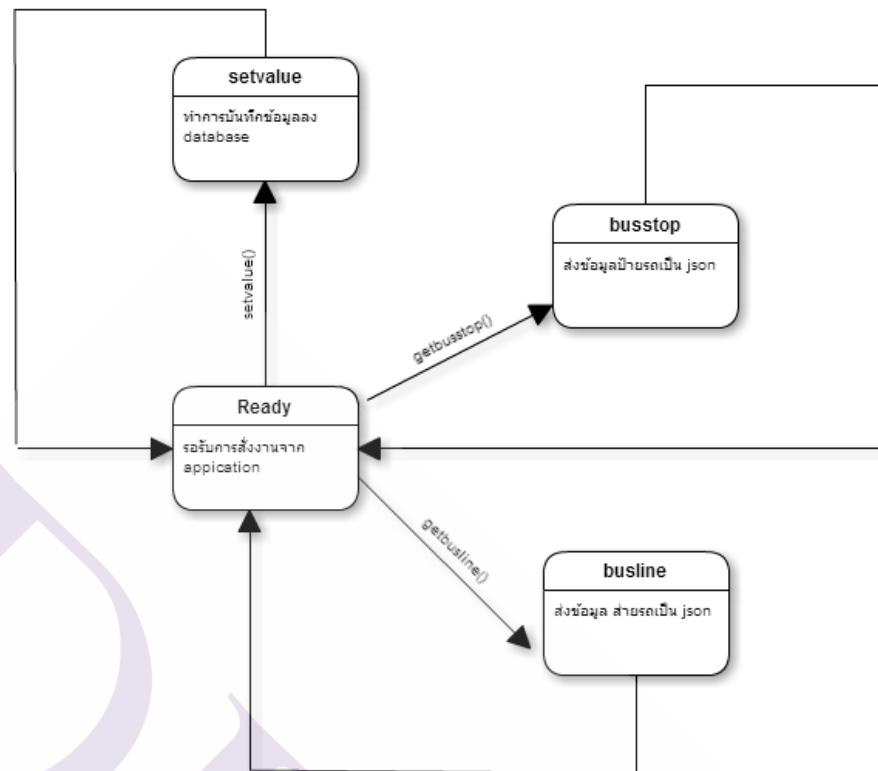 setvalue
ทำการบันทึกข้อมูลลง
database
busstop
ส่งข้อมูลป้ายรถเป็น json
setvalue()
getbusstop()
Ready
รอรับการสั่งงานจาก
appication
getbusline()
busline
ส่งข้อมูล สายรถเป็น json